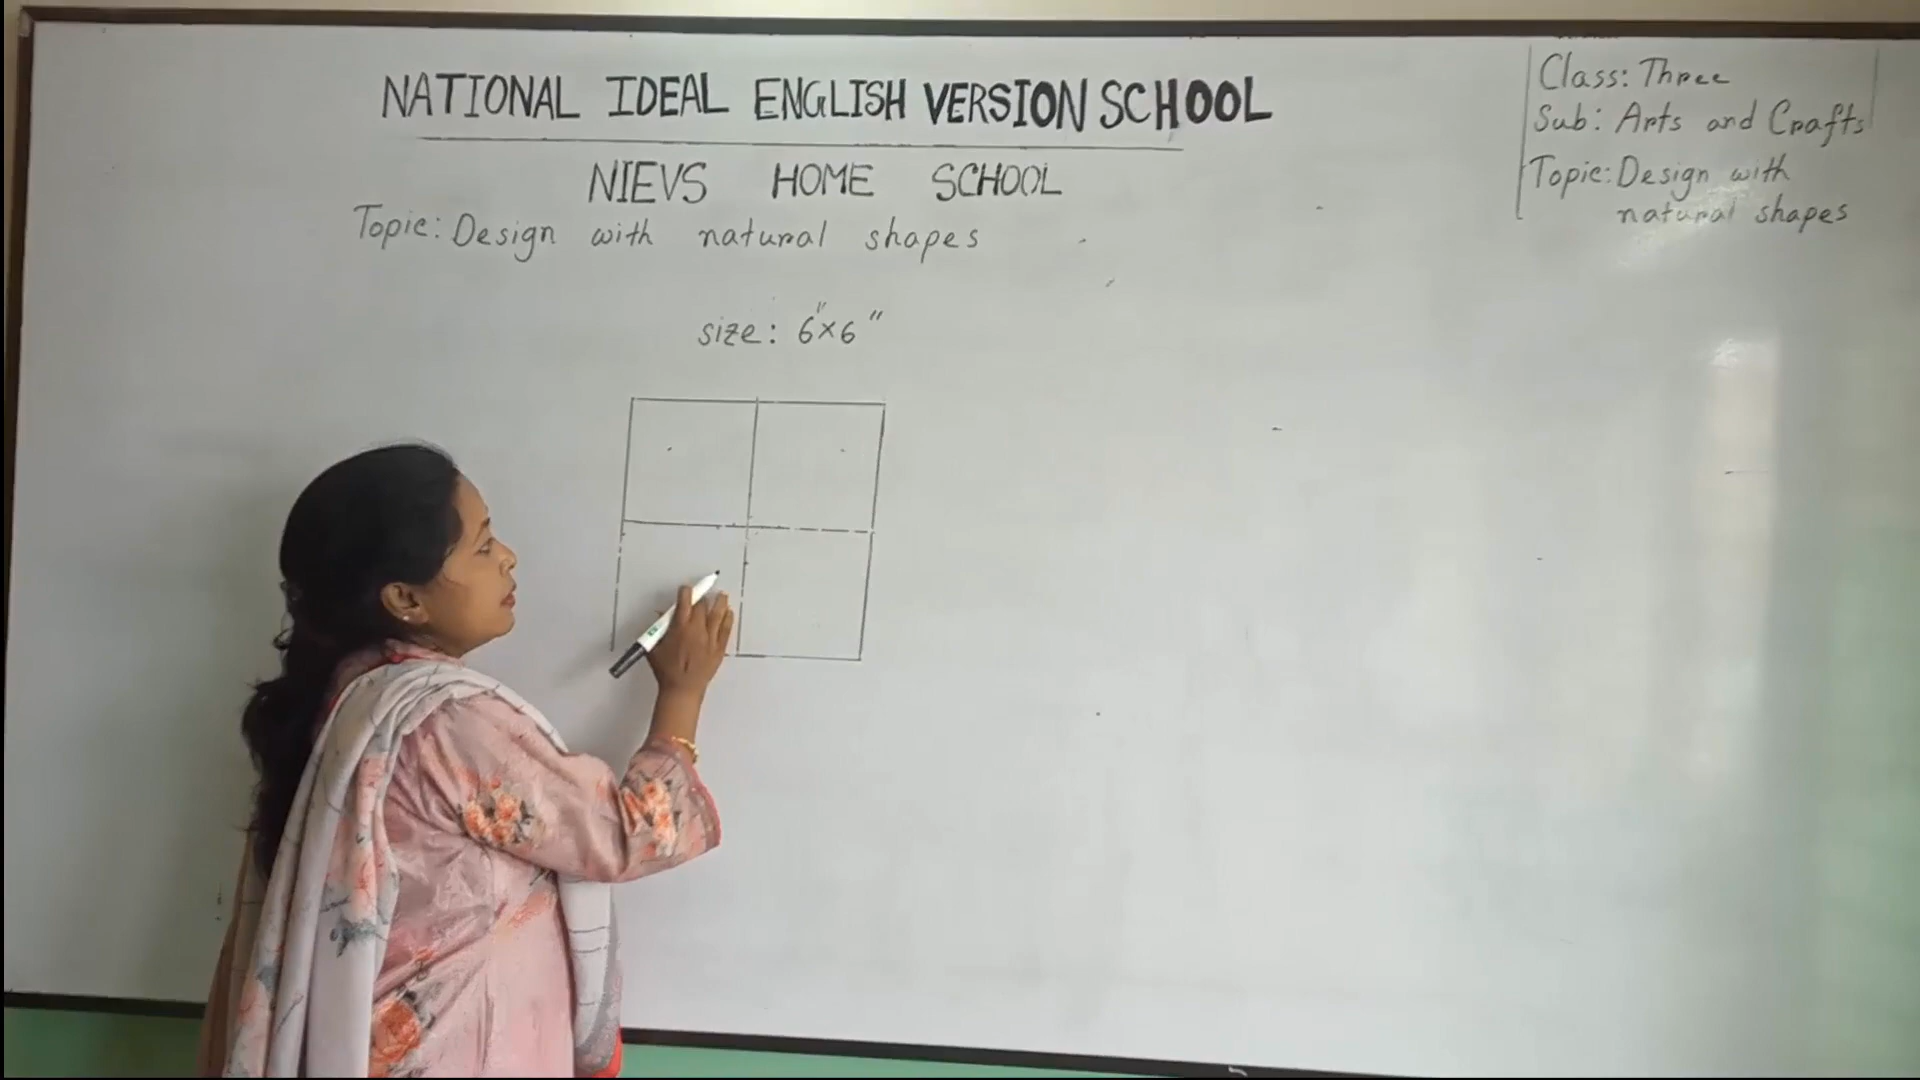 NATIONAL IDEAL ENGLISH VERSION SCHOOL
NIEVS HOME SCHOOL
Topic: Design with natural shapes
size: 6"×6"
Class: Three
Sub: Arts and Crafts
Topic: Design with
natural shapes